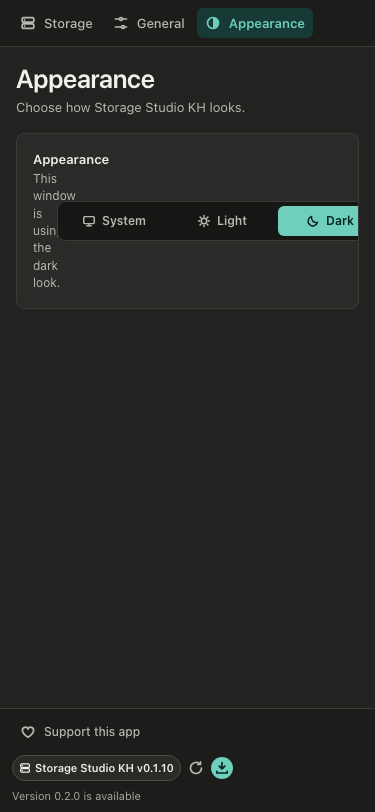 Storage General Appearance
Appearance
Choose how Storage Studio KH looks.
Appearance
This
window
is
usin
the
dark
look.
System Light Dark
Support this app
Storage Studio KH v0.1.10
Version 0.2.0 is available